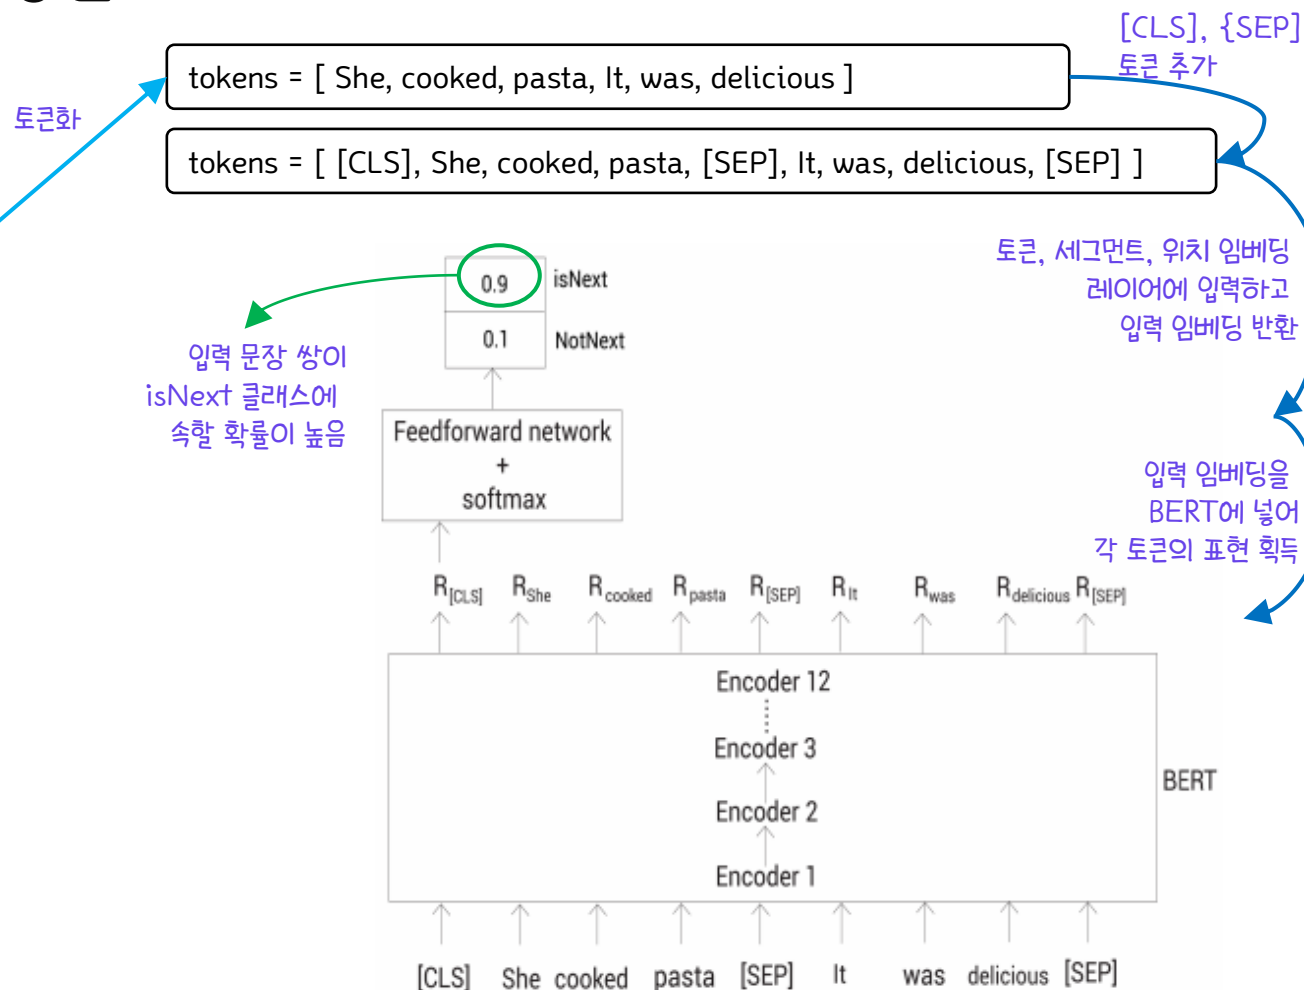 [CLS], {SEP]
토큰 추가
tokens = [ She, cooked, pasta, It, was, delicious ]
토큰화
tokens = [ [CLS], She, cooked, pasta, [SEP], It, was, delicious, [SEP] ]
토큰, 세그먼트, 위치 임베딩
레이어에 입력하고
입력 임베딩 반환
0.9 isNext
0.1 NotNext
입력 문장 쌍이
isNext 클래스에
속할 확률이 높음
Feedforward network
+
softmax
입력 임베딩을
BERT에 넣어
각 토큰의 표현 획득
R[CLS] RShe Rcooked Rpasta R[SEP] RIt Rwas Rdelicious R[SEP]
Encoder 12
Encoder 3
BERT
Encoder 2
Encoder 1
[CLS] She cooked pasta [SEP] It was delicious [SEP]